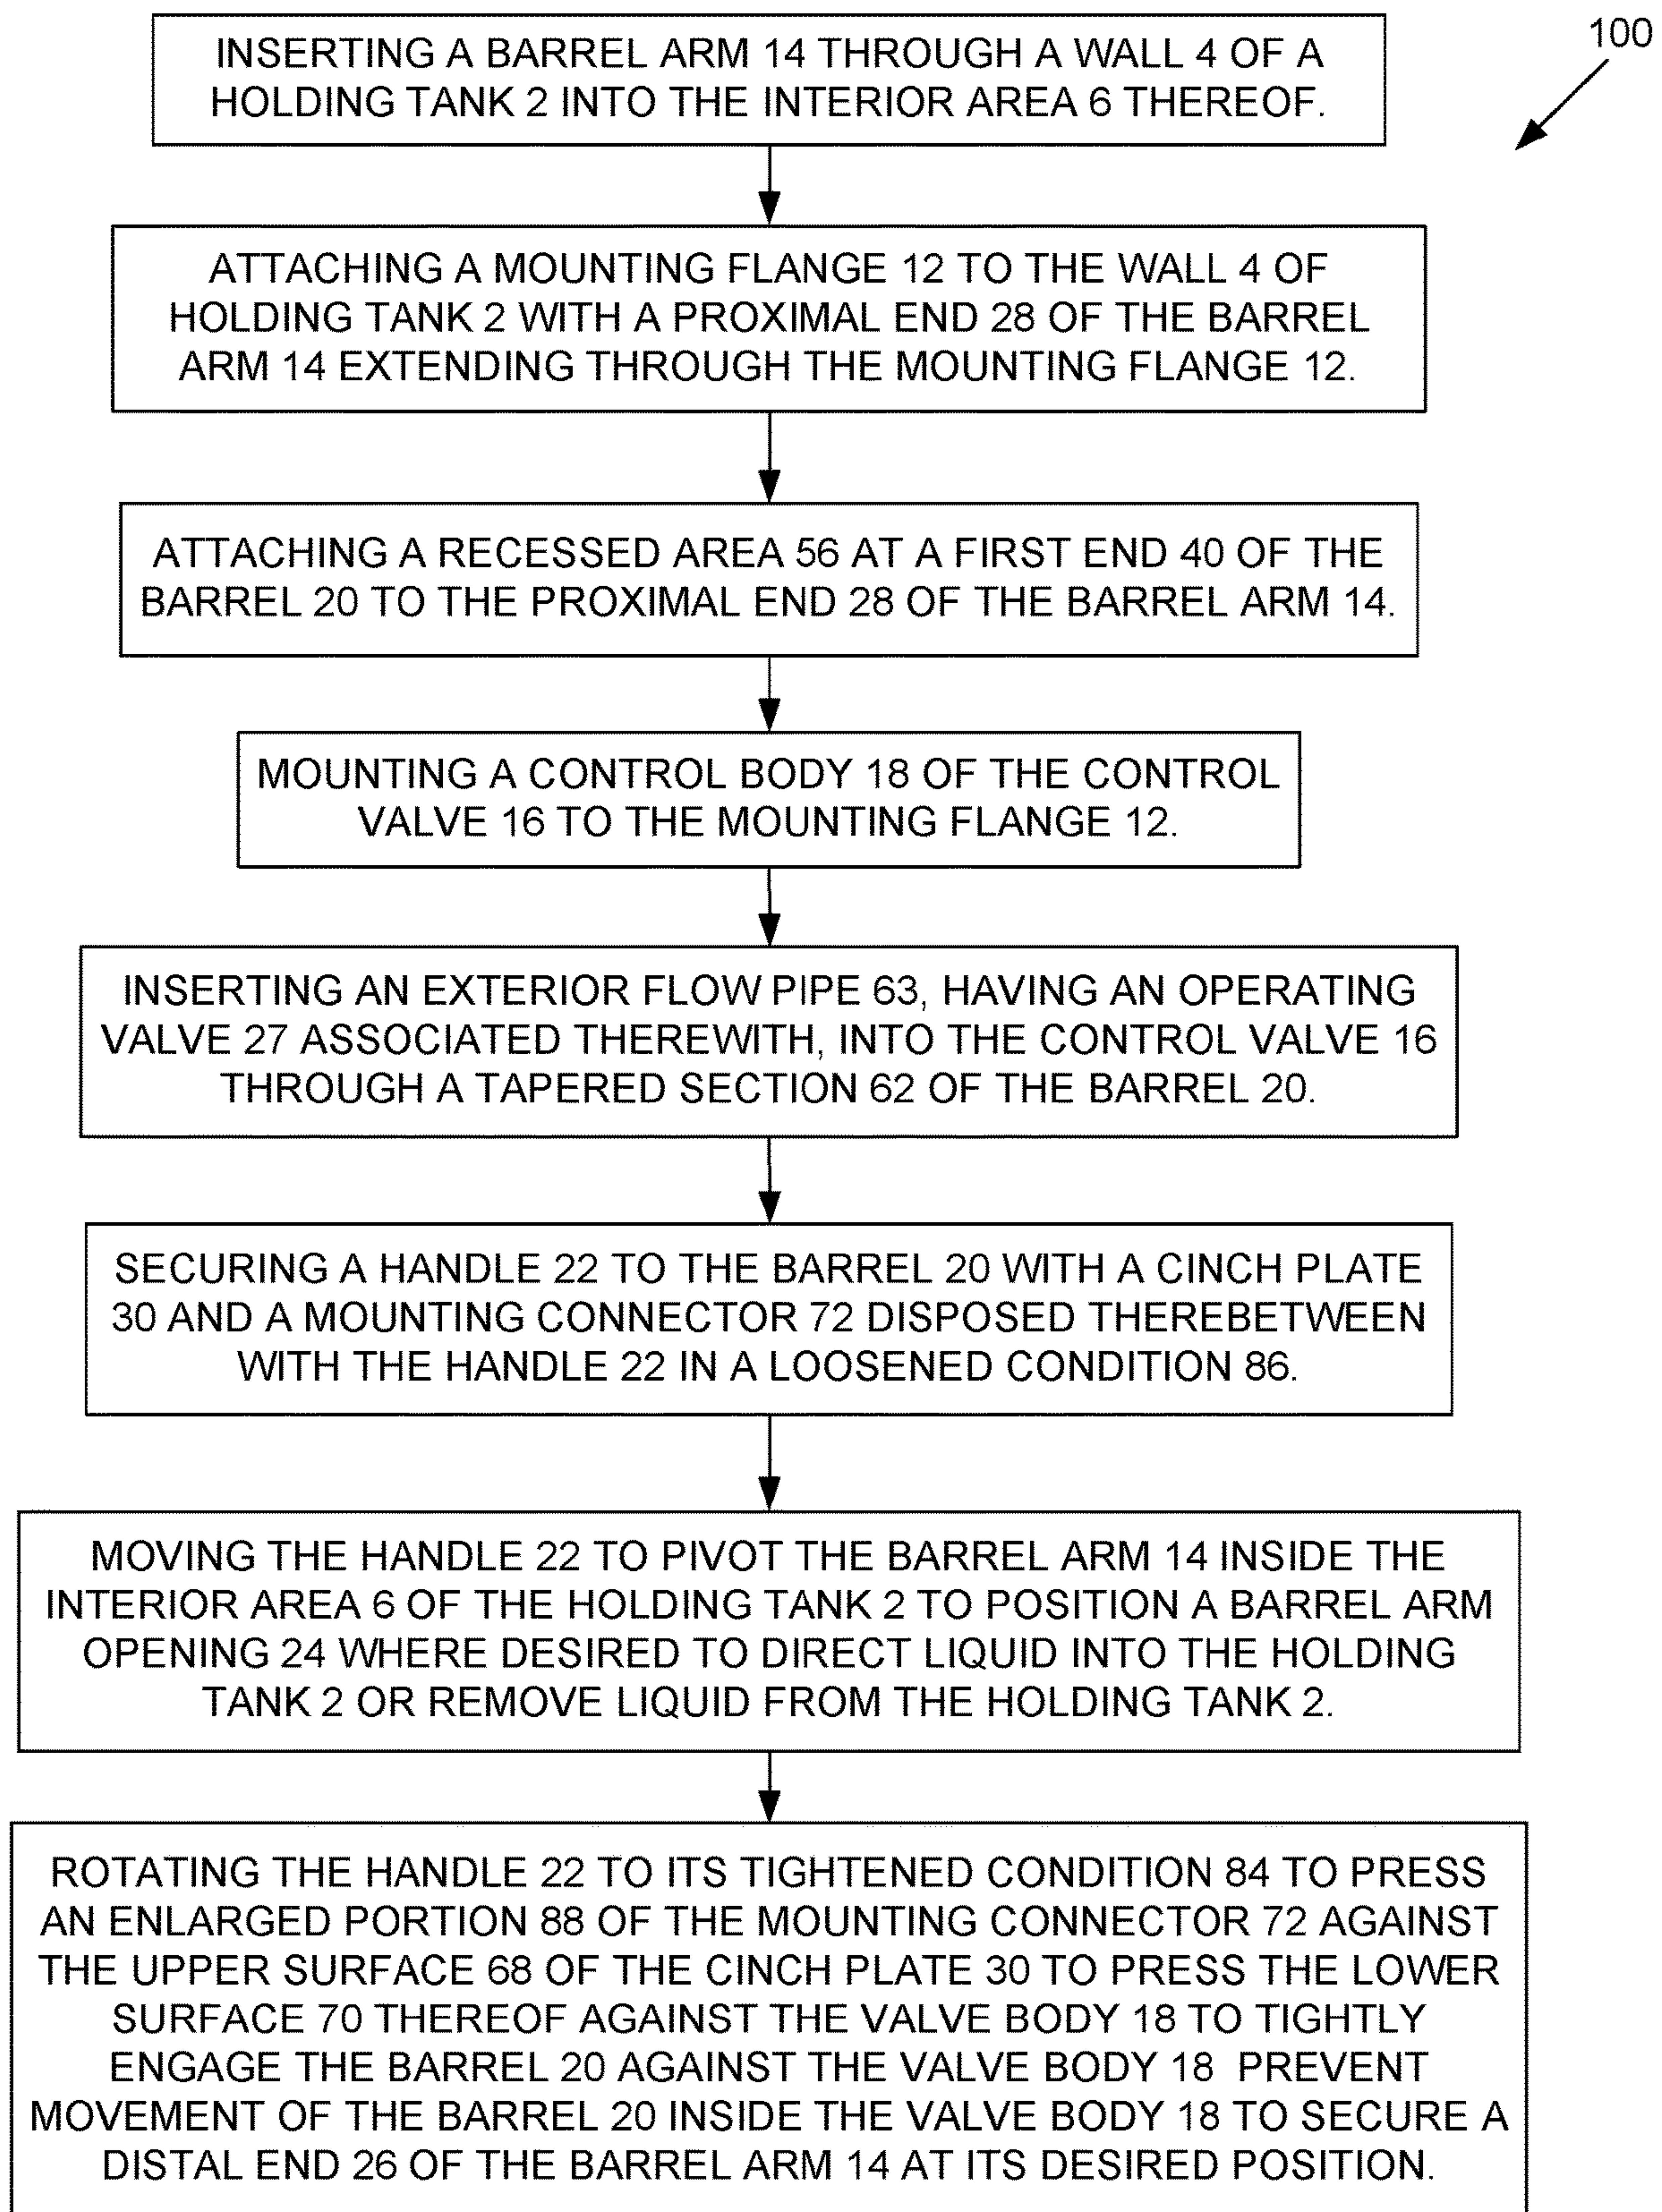 100
INSERTING A BARREL ARM 14 THROUGH A WALL 4 OF A
HOLDING TANK 2 INTO THE INTERIOR AREA 6 THEREOF.
ATTACHING A MOUNTING FLANGE 12 TO THE WALL 4 OF
HOLDING TANK 2 WITH A PROXIMAL END 28 OF THE BARREL
ARM 14 EXTENDING THROUGH THE MOUNTING FLANGE 12.
ATTACHING A RECESSED AREA 56 AT A FIRST END 40 OF THE
BARREL 20 TO THE PROXIMAL END 28 OF THE BARREL ARM 14.
MOUNTING A CONTROL BODY 18 OF THE CONTROL
VALVE 16 TO THE MOUNTING FLANGE 12.
INSERTING AN EXTERIOR FLOW PIPE 63, HAVING AN OPERATING
VALVE 27 ASSOCIATED THEREWITH, INTO THE CONTROL VALVE 16
THROUGH A TAPERED SECTION 62 OF THE BARREL 20.
SECURING A HANDLE 22 TO THE BARREL 20 WITH A CINCH PLATE
30 AND A MOUNTING CONNECTOR 72 DISPOSED THEREBETWEEN
WITH THE HANDLE 22 IN A LOOSENED CONDITION 86.
MOVING THE HANDLE 22 TO PIVOT THE BARREL ARM 14 INSIDE THE
INTERIOR AREA 6 OF THE HOLDING TANK 2 TO POSITION A BARREL ARM
OPENING 24 WHERE DESIRED TO DIRECT LIQUID INTO THE HOLDING
TANK 2 OR REMOVE LIQUID FROM THE HOLDING TANK 2.
ROTATING THE HANDLE 22 TO ITS TIGHTENED CONDITION 84 TO PRESS
AN ENLARGED PORTION 88 OF THE MOUNTING CONNECTOR 72 AGAINST
THE UPPER SURFACE 68 OF THE CINCH PLATE 30 TO PRESS THE LOWER
SURFACE 70 THEREOF AGAINST THE VALVE BODY 18 TO TIGHTLY
ENGAGE THE BARREL 20 AGAINST THE VALVE BODY 18 PREVENT
MOVEMENT OF THE BARREL 20 INSIDE THE VALVE BODY 18 TO SECURE A
DISTAL END 26 OF THE BARREL ARM 14 AT ITS DESIRED POSITION.